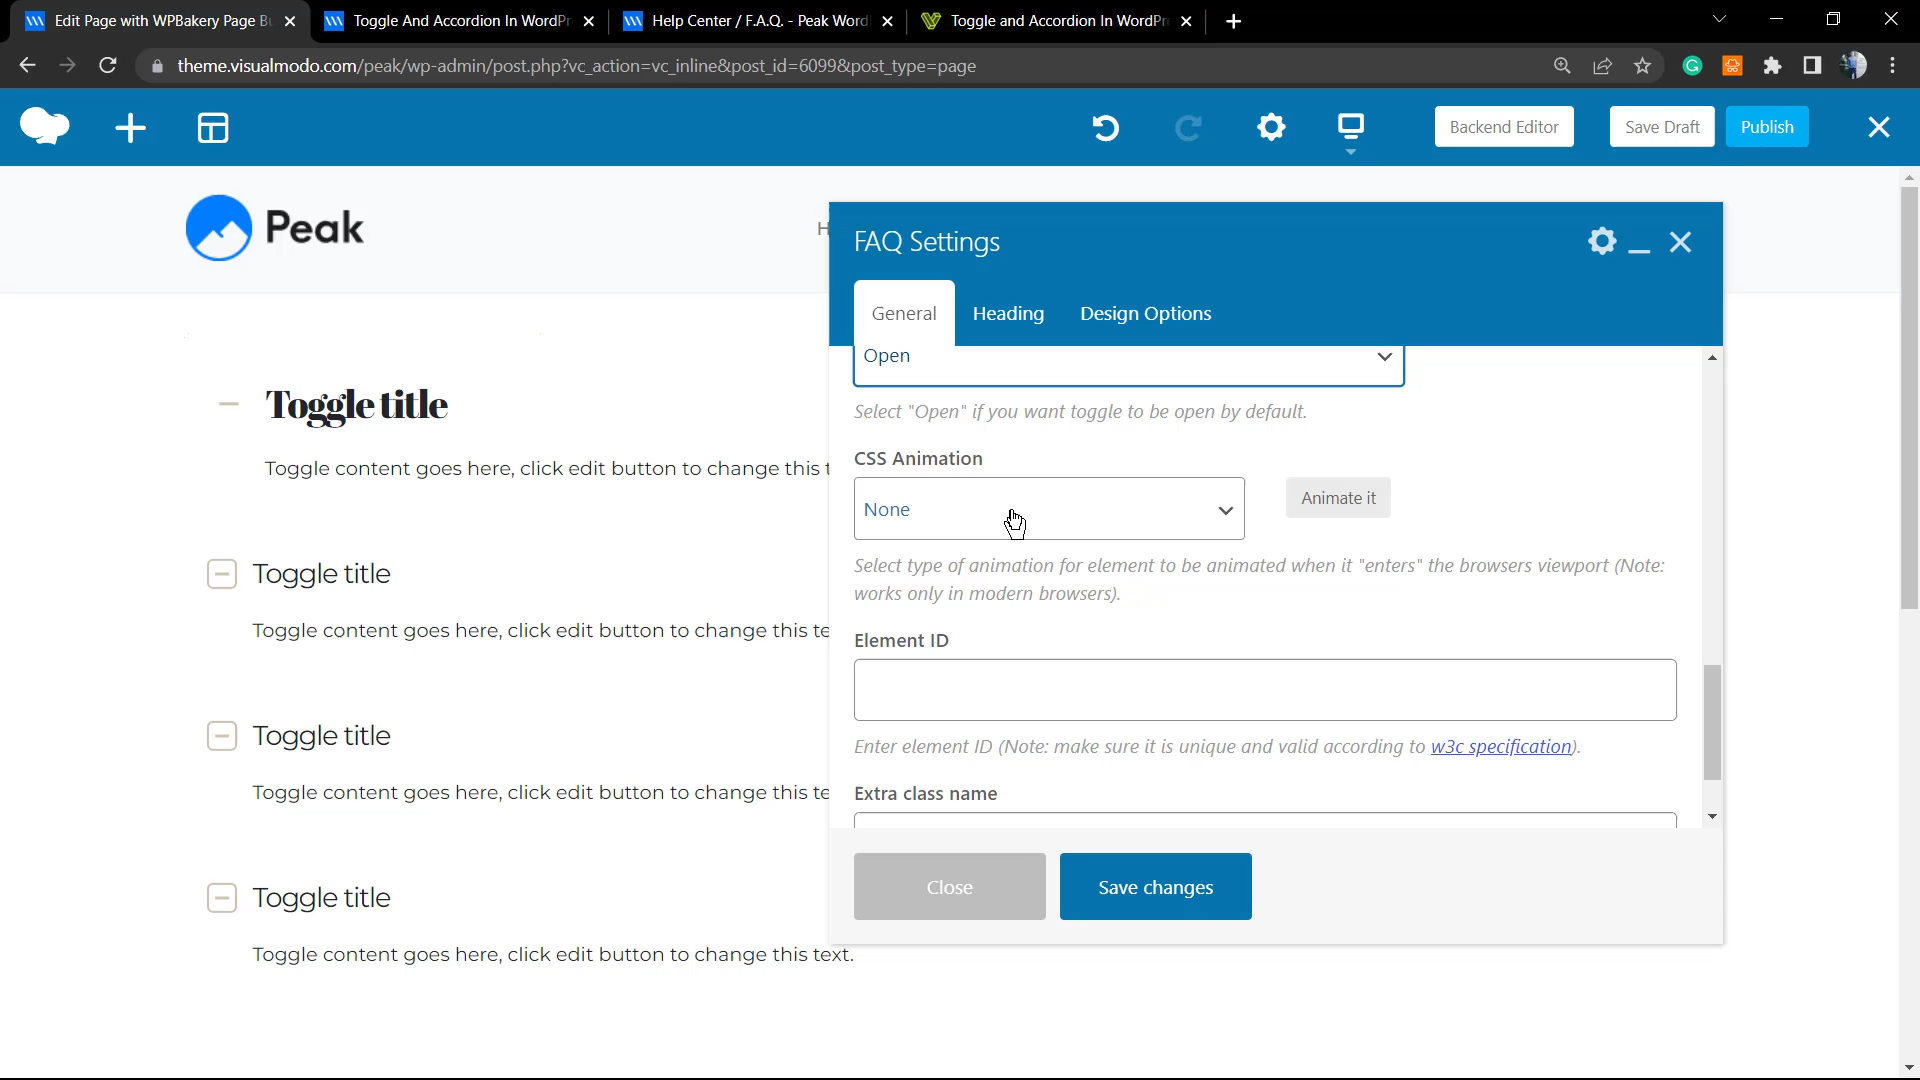 Edit Page with WPBakery Page B
Toggle And Accordion In WordPr
Help Center / F.A.Q. - Peak Word
Toggle and Accordion In WordPr
theme.visualmodo.com/peak/wp-admin/post.php?vc_action=vc_inline&post_id=6099&post_type=page
Backend Editor
Save Draft
Publish
Peak
H
FAQ Settings
General
Heading
Design Options
Open
Select "Open" if you want toggle to be open by default.
CSS Animation
None
Animate it
Select type of animation for element to be animated when it "enters" the browsers viewport (Note:
works only in modern browsers).
Element ID
Enter element ID (Note: make sure it is unique and valid according to w3c specification).
Extra class name
Close
Save changes
Toggle title
Toggle content goes here, click edit button to change this t
Toggle title
Toggle content goes here, click edit button to change this te
Toggle title
Toggle content goes here, click edit button to change this te
Toggle title
Toggle content goes here, click edit button to change this text.